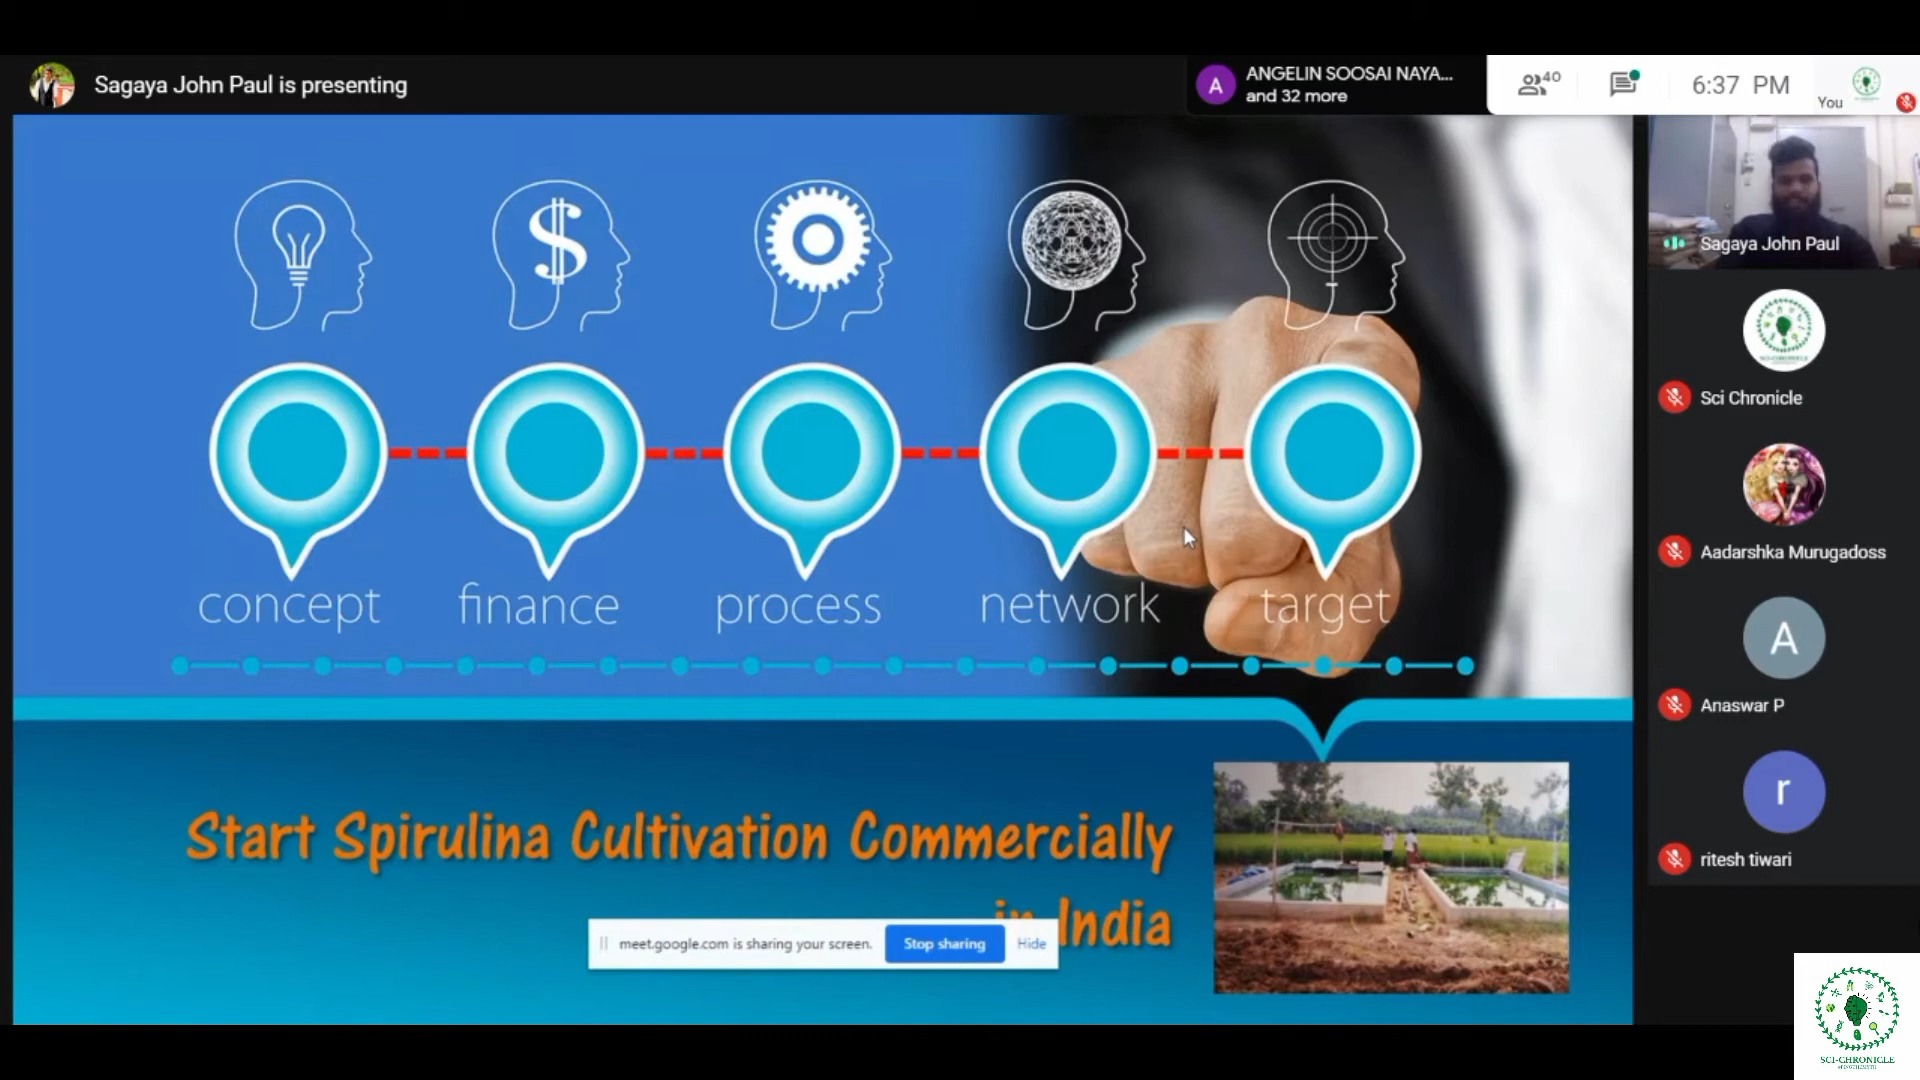 Sagaya John Paul is presenting
A
ANGELIN SOOSAI NAYA...
and 32 more
40
6:37 PM
You
Sagaya John Paul
Sci Chronicle
Aadarshka Murugadoss
A
Anaswar P
r
ritesh tiwari
concept
finance
process
network
target
Start Spirulina Cultivation Commercially
in India
meet.google.com is sharing your screen.
Stop sharing
Hide
SCI-CHRONICLE